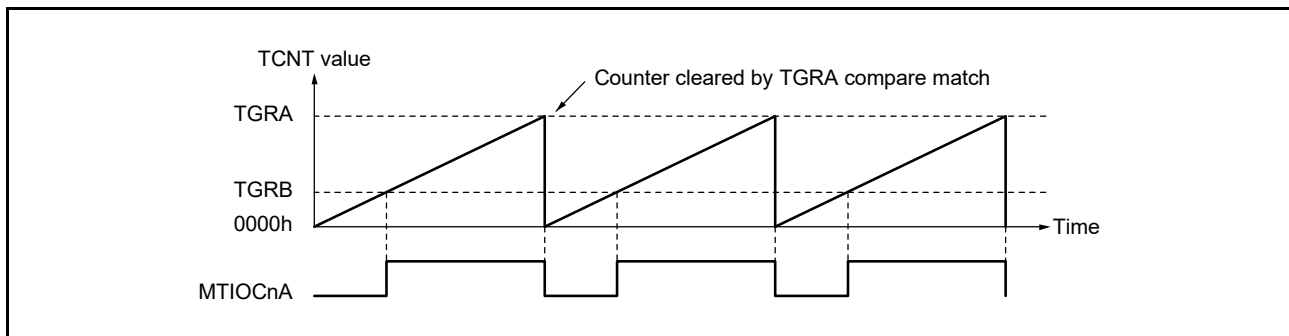 TCNT value
Counter cleared by TGRA compare match
TGRA
TGRB
0000h
Time
MTIOCnA